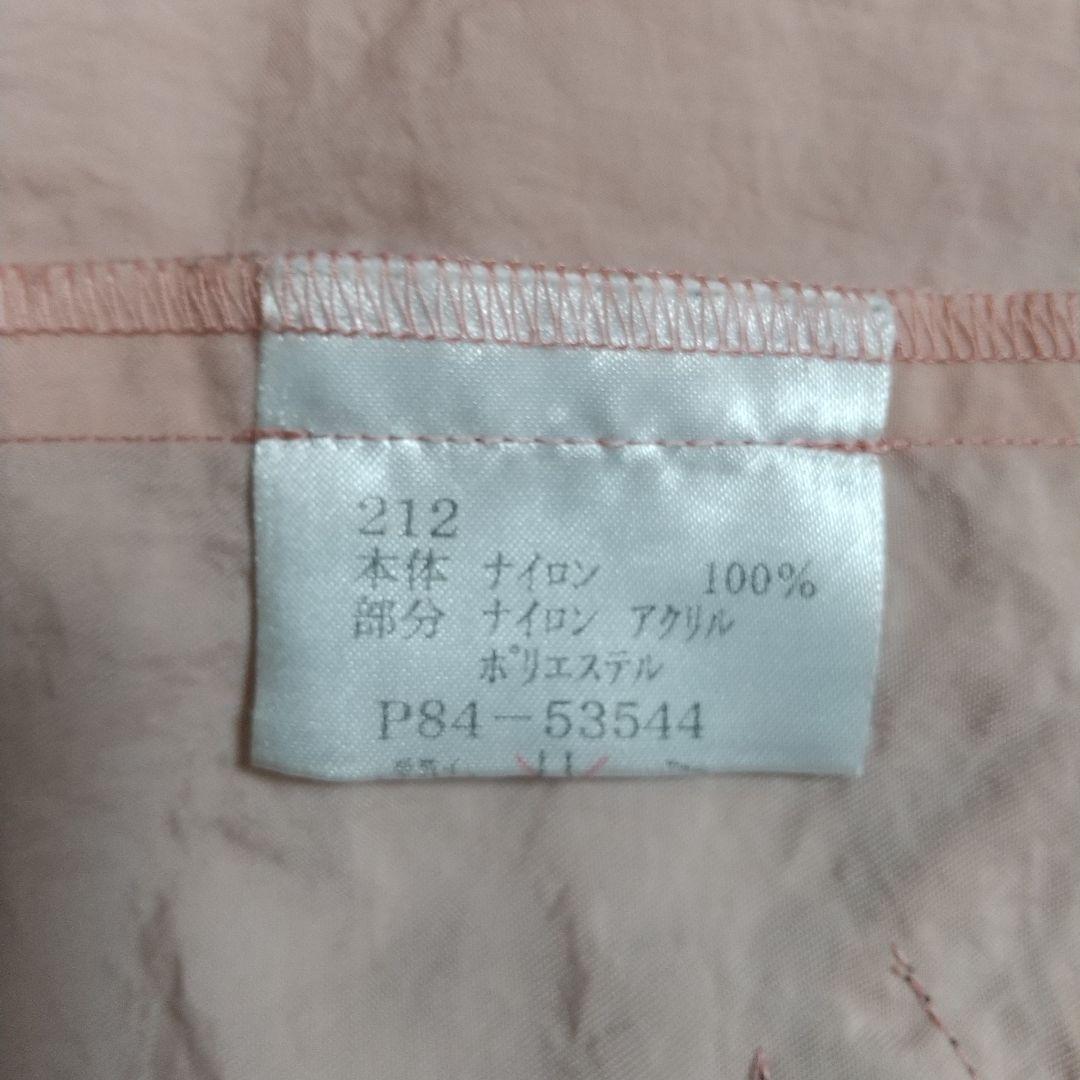 212
本体 ナイロン 100%
部分 ナイロン アクリル
ポリエステル
P84-53544